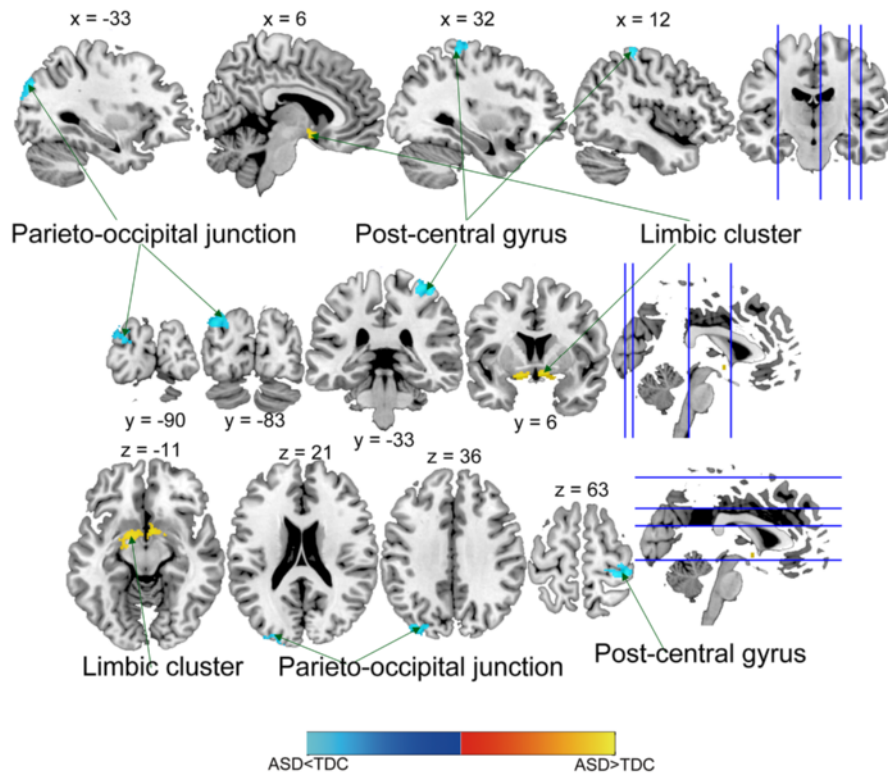 x = -33
x = 6
x = 32
x = 12
Parieto-occipital junction
Post-central gyrus
Limbic cluster
y = -90
y = -83
y = -33
y = 6
z = -11
z = 21
z = 36
z = 63
Limbic cluster
Parieto-occipital junction
Post-central gyrus
ASD<TDC
ASD>TDC